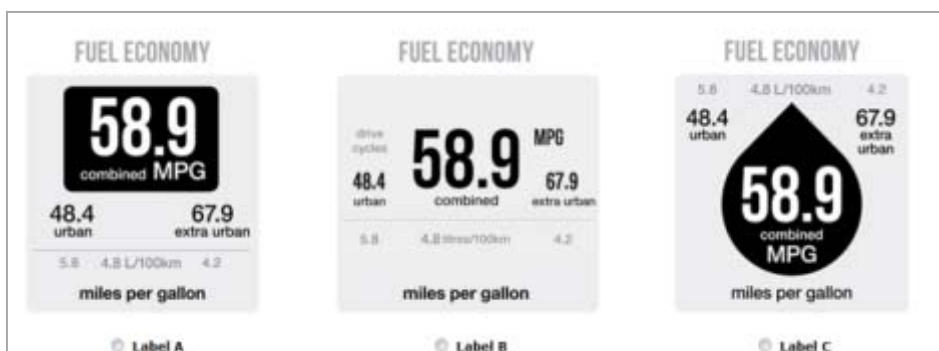 FUEL ECONOMY
58.9
combined MPG
48.4 67.9
urban extra urban
5.8 4.8 L/100km 4.2
miles per gallon
Label A
FUEL ECONOMY
drive
cycles
58.9 MPG
48.4 67.9
urban combined extra urban
5.8 4.8 litres/100km 4.2
miles per gallon
Label B
FUEL ECONOMY
5.8 4.8 L/100km 4.2
48.4 67.9
urban extra
urban
58.9
combined
MPG
miles per gallon
Label C